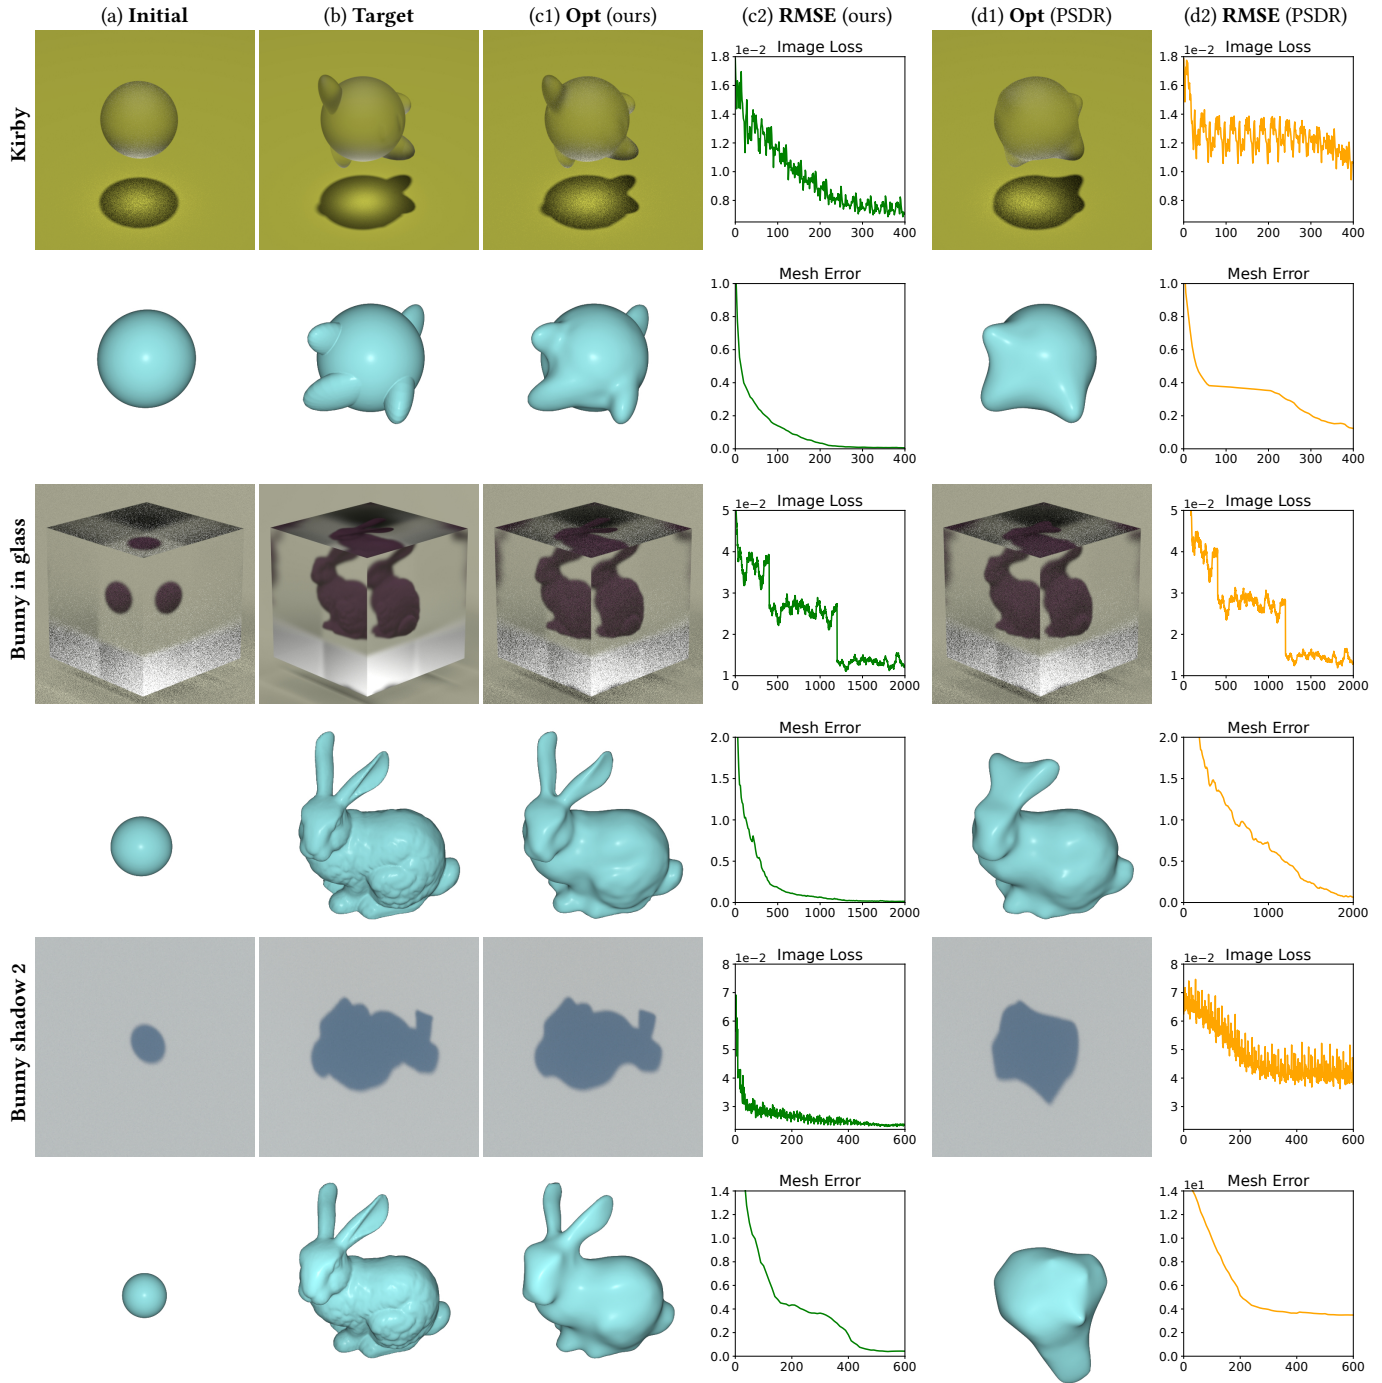 (a) Initial (b) Target (c1) Opt (ours) (c2) RMSE (ours) (d1) Opt (PSDR) (d2) RMSE (PSDR)
Kirby
1e−2 Image Loss
1.8
1.6
1.4
1.2
1.0
0.8
0 100 200 300 400
1e−2 Image Loss
1.8
1.6
1.4
1.2
1.0
0.8
0 100 200 300 400
Mesh Error
1.0
0.8
0.6
0.4
0.2
0.0
0 100 200 300 400
Mesh Error
1.0
0.8
0.6
0.4
0.2
0.0
0 100 200 300 400
Bunny in glass
1e−2 Image Loss
5
4
3
2
1
0 500 1000 1500 2000
1e−2 Image Loss
5
4
3
2
1
0 500 1000 1500 2000
Mesh Error
2.0
1.5
1.0
0.5
0.0
0 500 1000 1500 2000
Mesh Error
2.0
1.5
1.0
0.5
0.0
0 1000 2000
Bunny shadow 2
1e−2 Image Loss
8
7
6
5
4
3
0 200 400 600
1e−2 Image Loss
8
7
6
5
4
3
0 200 400 600
Mesh Error
1.4
1.2
1.0
0.8
0.6
0.4
0.2
0.0
0 200 400 600
1e1 Mesh Error
1.4
1.2
1.0
0.8
0.6
0.4
0.2
0.0
0 200 400 600